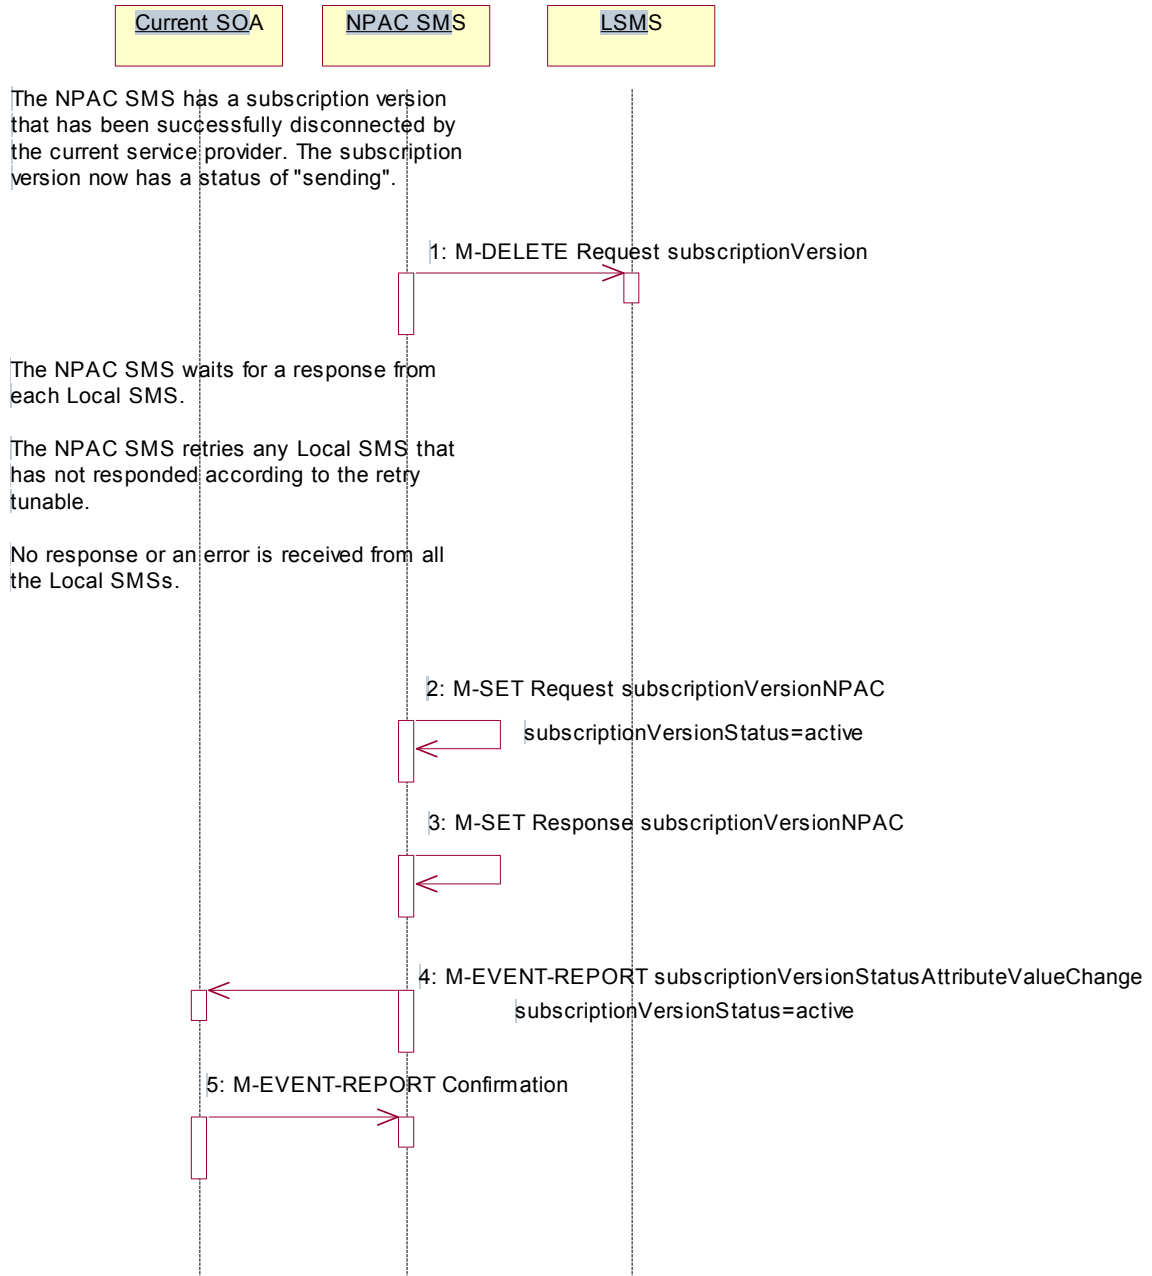 Current SOA
NPAC SMS
LSMS
The NPAC SMS has a subscription version
that has been successfully disconnected by
the current service provider. The subscription
version now has a status of "sending".
1: M-DELETE Request subscriptionVersion
The NPAC SMS waits for a response from
each Local SMS.
The NPAC SMS retries any Local SMS that
has not responded according to the retry
tunable.
No response or an error is received from all
the Local SMSs.
2: M-SET Request subscriptionVersionNPAC
subscriptionVersionStatus=active
3: M-SET Response subscriptionVersionNPAC
4: M-EVENT-REPORT subscriptionVersionStatusAttributeValueChange
subscriptionVersionStatus=active
5: M-EVENT-REPORT Confirmation